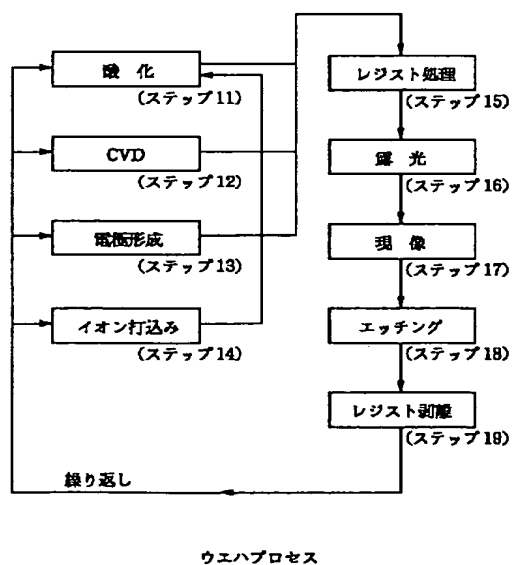 酸化
(ステップ11)
CVD
(ステップ12)
電極形成
(ステップ13)
イオン打込み
(ステップ14)
レジスト処理
(ステップ15)
露光
(ステップ16)
現像
(ステップ17)
エッチング
(ステップ18)
レジスト剥離
(ステップ19)
繰り返し
ウエハプロセス